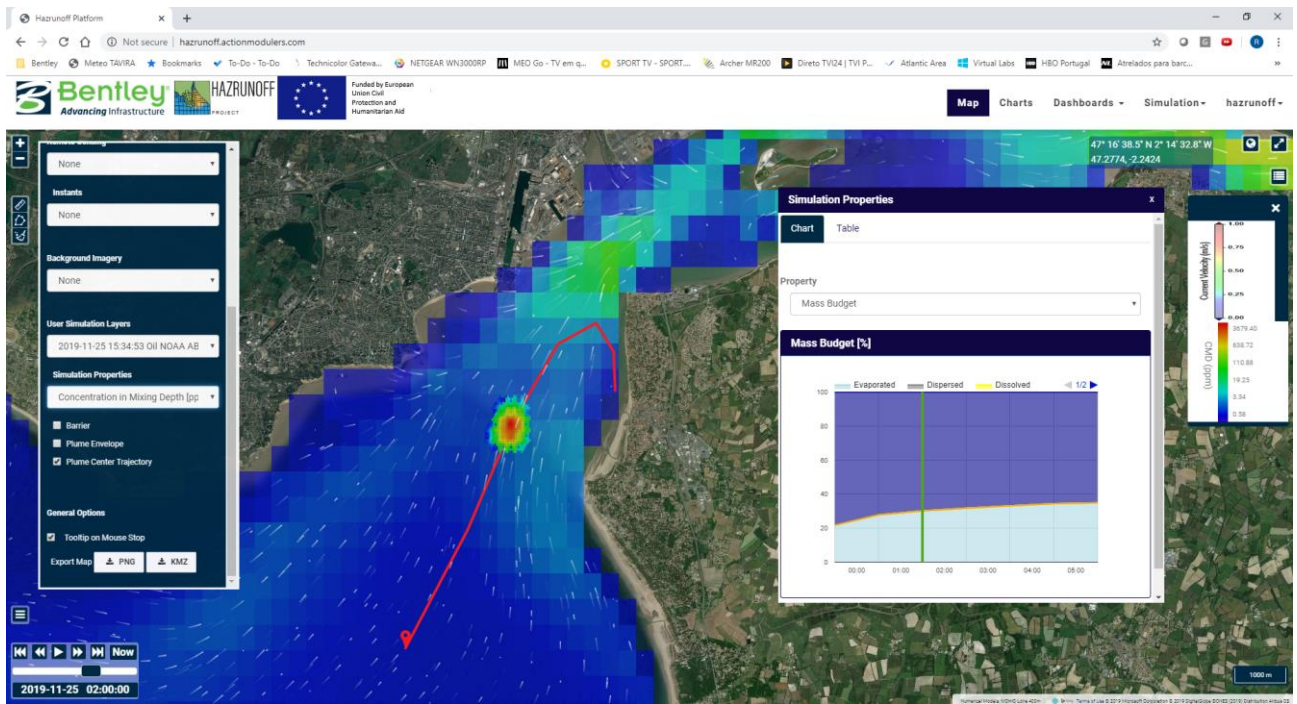 Hazrunoff Platform
Not secure | hazrunoff.actionmodulers.com
Bentley Meteo TAVIRA Bookmarks To-Do - To-Do Technicolor Gatewa... NETGEAR WN3000RP MEO Go - TV em q... SPORT TV - SPORT... Archer MR200 Direto TVI24 | TVI P... Atlantic Area Virtual Labs HBO Portugal Atrelados para barc...
Bentley
Advancing Infrastructure
HAZRUNOFF
PROJECT
Funded by European
Union Civil
Protection and
Humanitarian Aid
Map Charts Dashboards Simulation hazrunoff
47° 16' 38.5" N 2° 14' 32.8" W
47.2774, -2.2424
None
Instants
None
Background Imagery
None
User Simulation Layers
2019-11-25 15:34:53 Oil NOAA AB
Simulation Properties
Concentration in Mixing Depth [pp
Barrier
Plume Envelope
Plume Center Trajectory
General Options
Tooltip on Mouse Stop
Export Map PNG KMZ
Now
2019-11-25 02:00:00
Simulation Properties x
Chart Table
Property
Mass Budget
Mass Budget [%]
Evaporated Dispersed Dissolved 1/2
100
80
60
40
20
0
00:00 01:00 02:00 03:00 04:00 05:00
Current Velocity (m/s)
1.00
0.75
0.50
0.25
0.00
CMD (ppm)
3679.40
638.72
110.88
19.25
3.34
0.58
1000 m